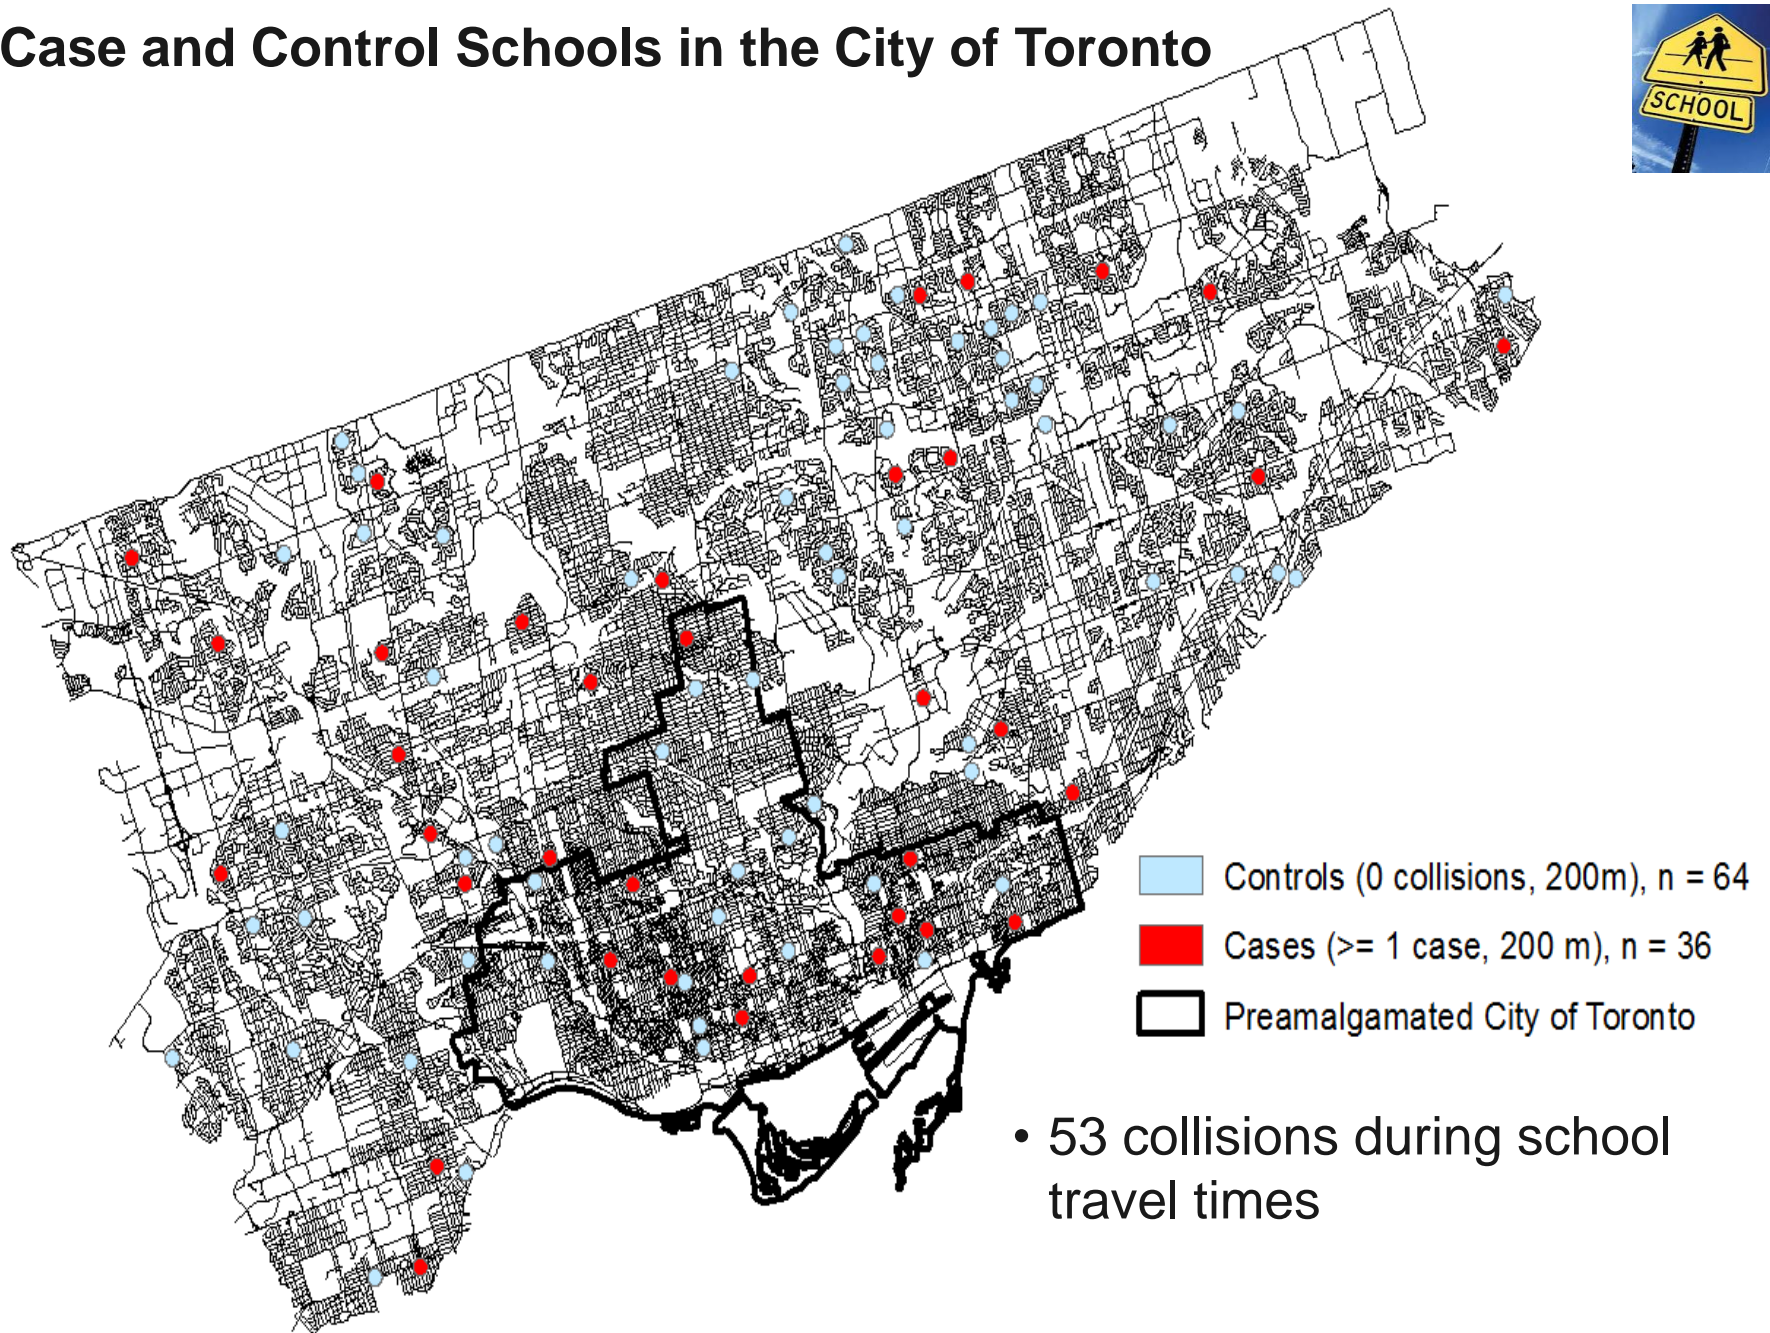 Case and Control Schools in the City of Toronto
SCHOOL
Controls (0 collisions, 200m), n = 64
Cases (>= 1 case, 200 m), n = 36
Preamalgamated City of Toronto
• 53 collisions during school
travel times